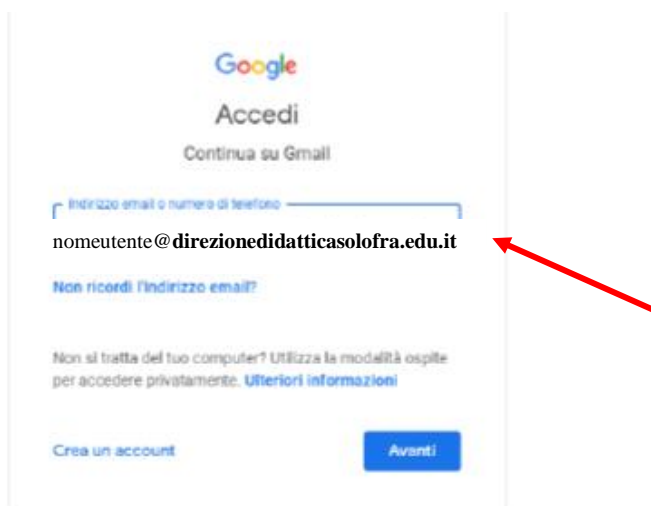 Google
Accedi
Continua su Gmail
Indirizzo email o numero di telefono
nomeutente@direzionedidatticasolofra.edu.it
Non ricordi l'indirizzo email?
Non si tratta del tuo computer? Utilizza la modalità ospite
per accedere privatamente. Ulteriori informazioni
Crea un account
Avanti